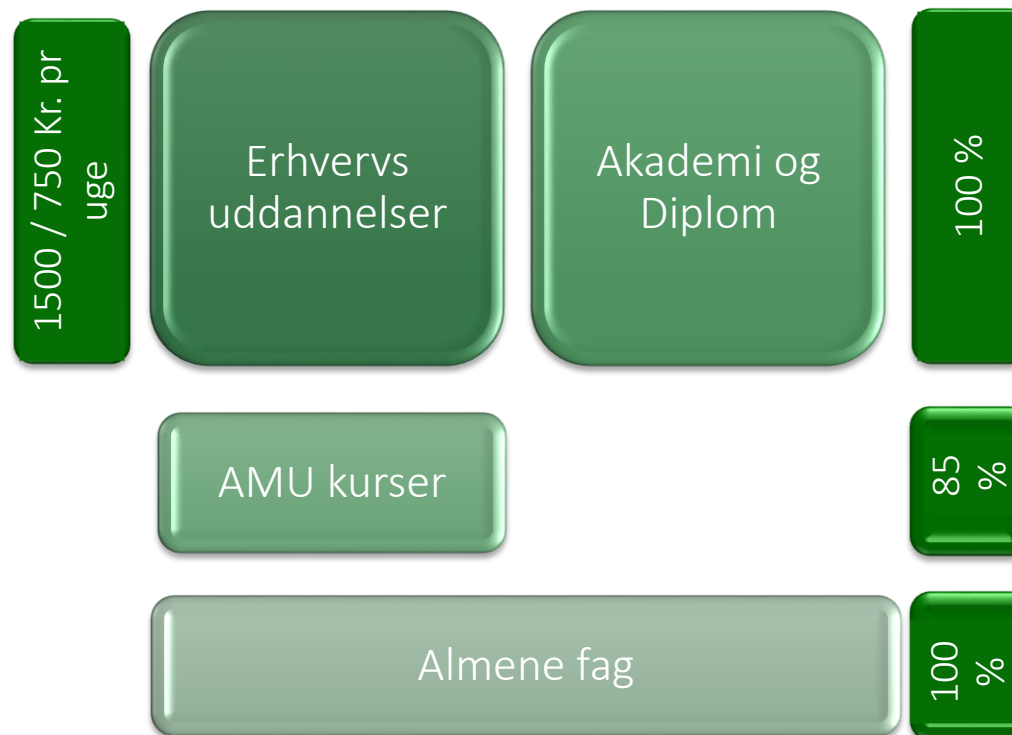 1500 / 750 Kr. pr
uge
Erhvervs
uddannelser
Akademi og
Diplom
100 %
AMU kurser
85
%
Almene fag
100
%